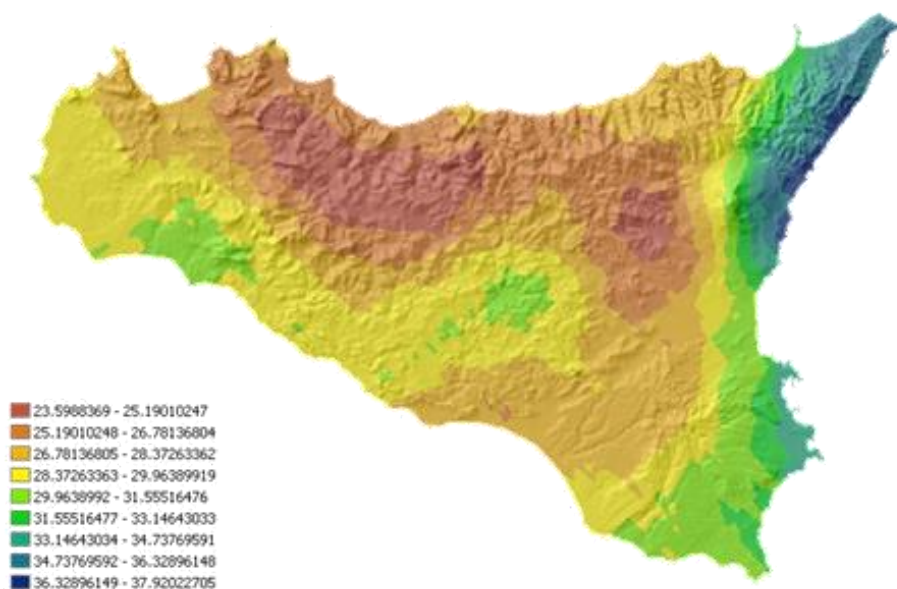 23.5988369 - 25.19010247
25.19010248 - 26.78136804
26.78136805 - 28.37263362
28.37263363 - 29.96389919
29.9638992 - 31.55516476
31.55516477 - 33.14643033
33.14643034 - 34.73769591
34.73769592 - 36.32896148
36.32896149 - 37.92022705